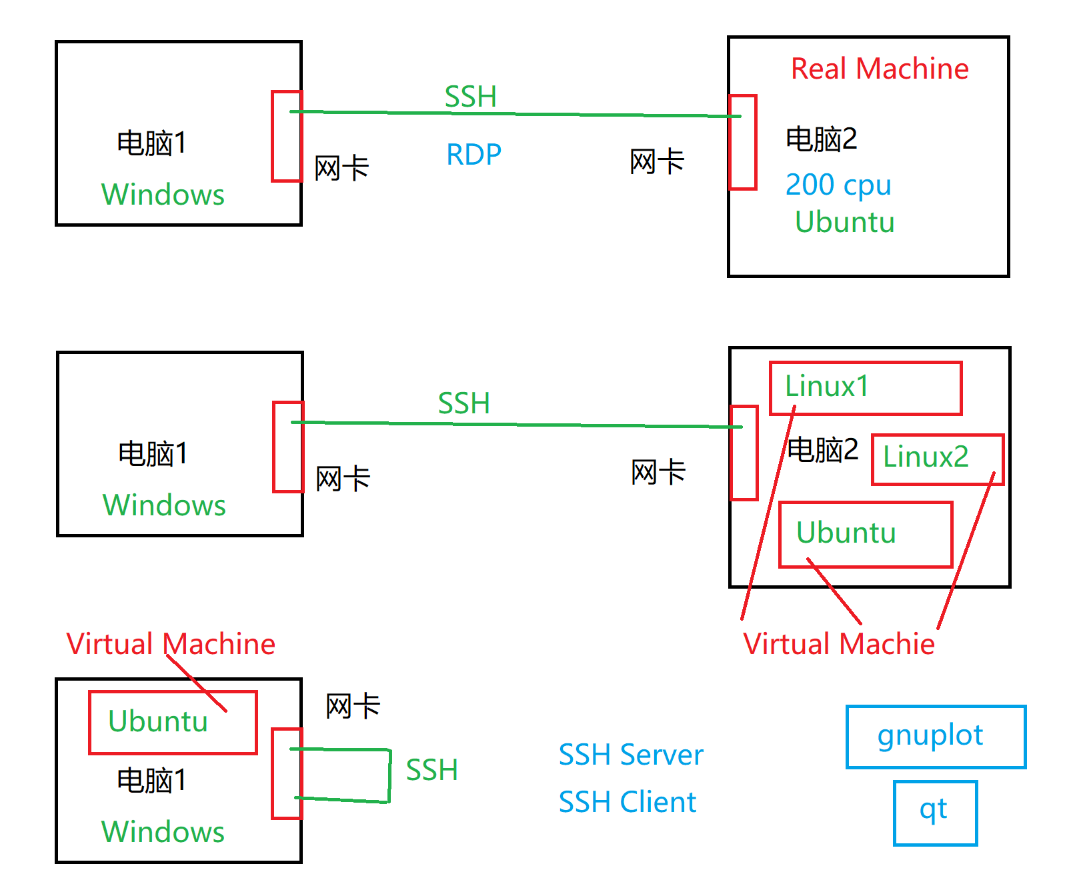 Real Machine
SSH
电脑1
电脑2
网卡
RDP
网卡
Windows
200 cpu
Ubuntu
Linux1
SSH
电脑1
电脑2
Linux2
网卡
网卡
Windows
Ubuntu
Virtual Machine
Virtual Machie
网卡
Ubuntu
电脑1
SSH
Windows
SSH Server
SSH Client
gnuplot
qt